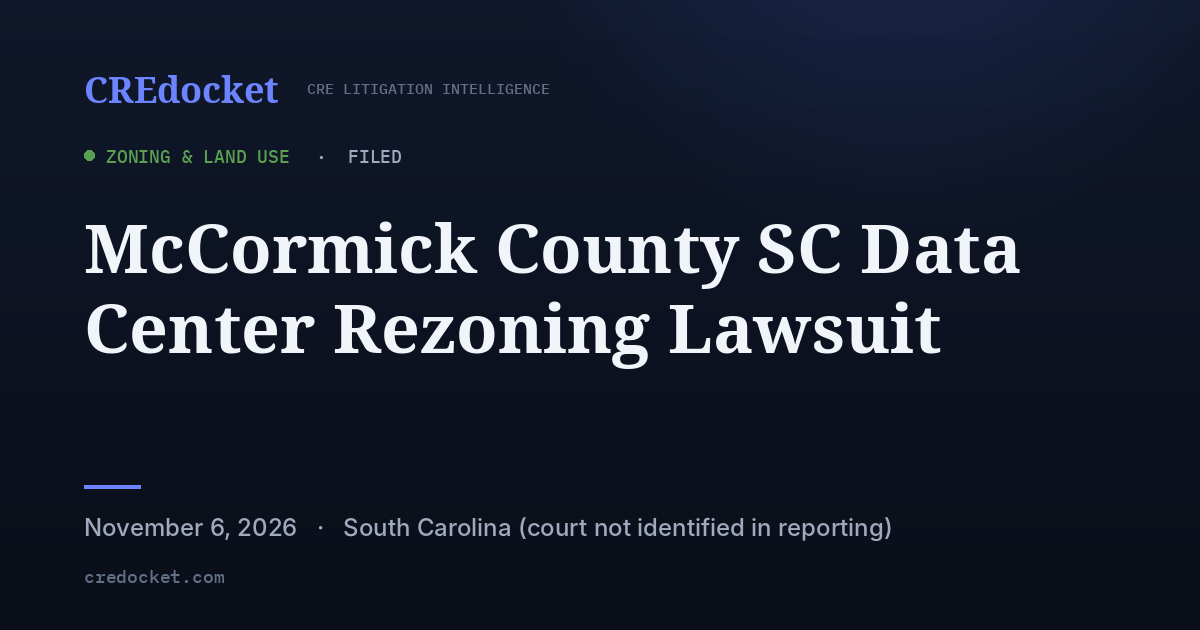 CREdocket CRE LITIGATION INTELLIGENCE
ZONING & LAND USE · FILED
McCormick County SC Data
Center Rezoning Lawsuit
November 6, 2026 · South Carolina (court not identified in reporting)
credocket.com